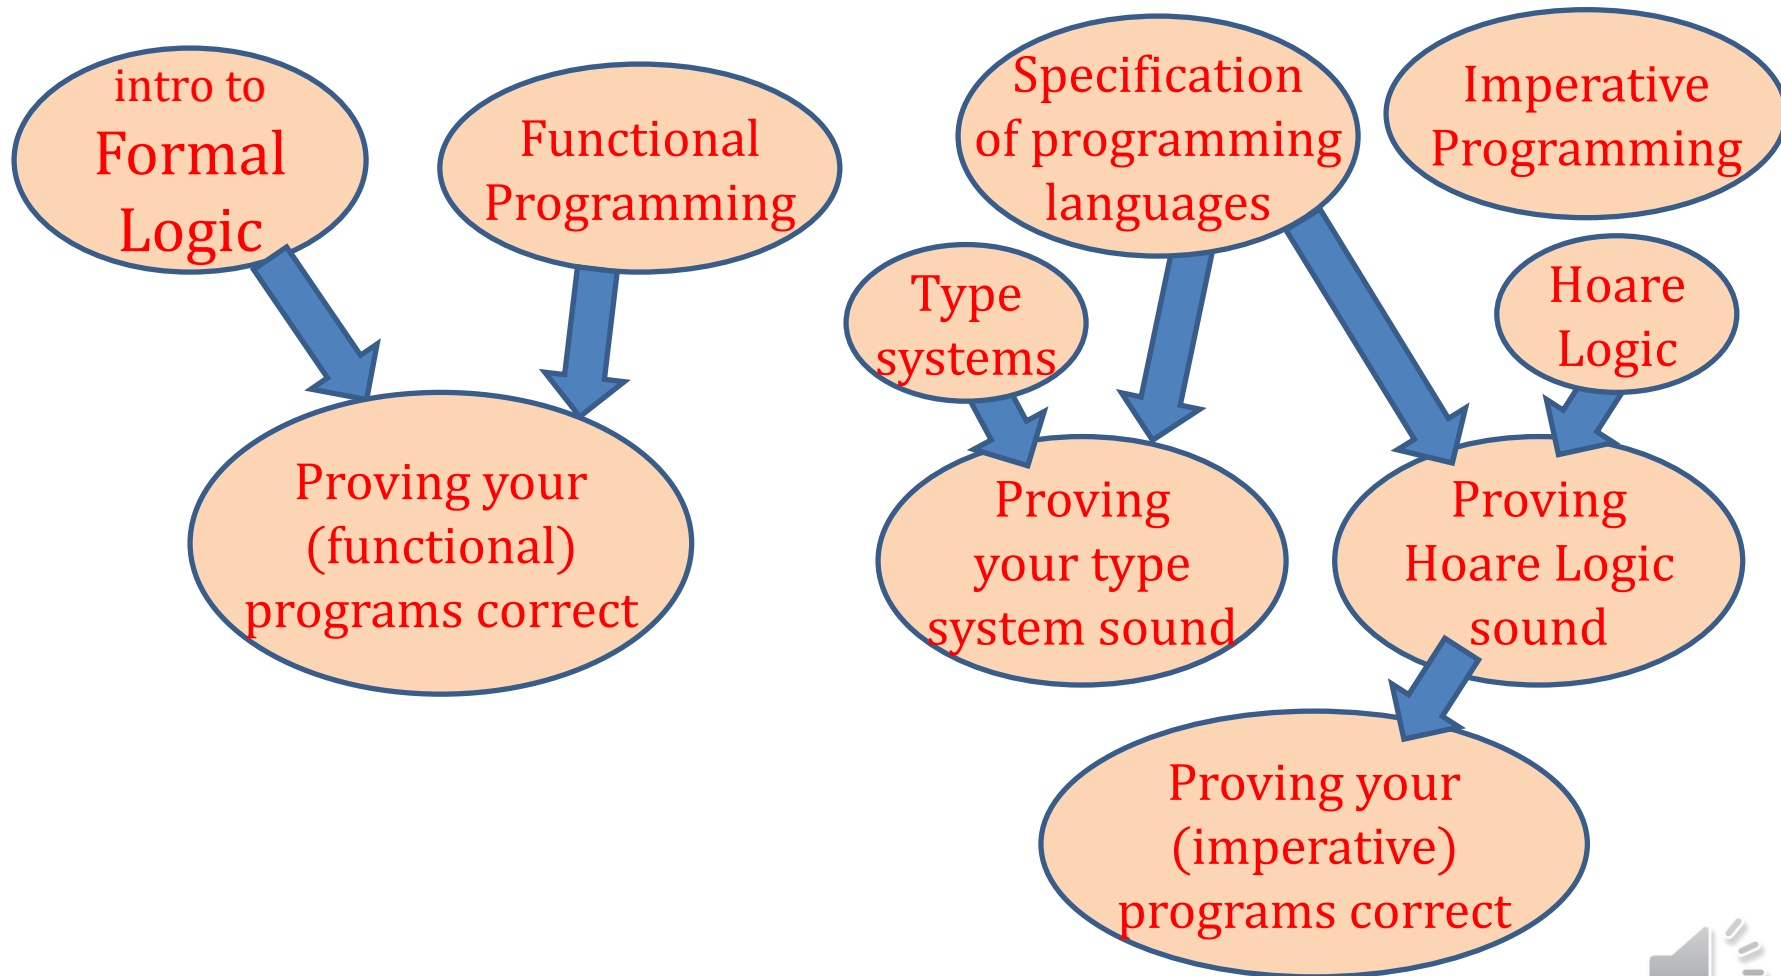 intro to
Formal
Logic
Functional
Programming
Specification
of programming
languages
Imperative
Programming
Type
systems
Hoare
Logic
Proving your
(functional)
programs correct
Proving
your type
system sound
Proving
Hoare Logic
sound
Proving your
(imperative)
programs correct